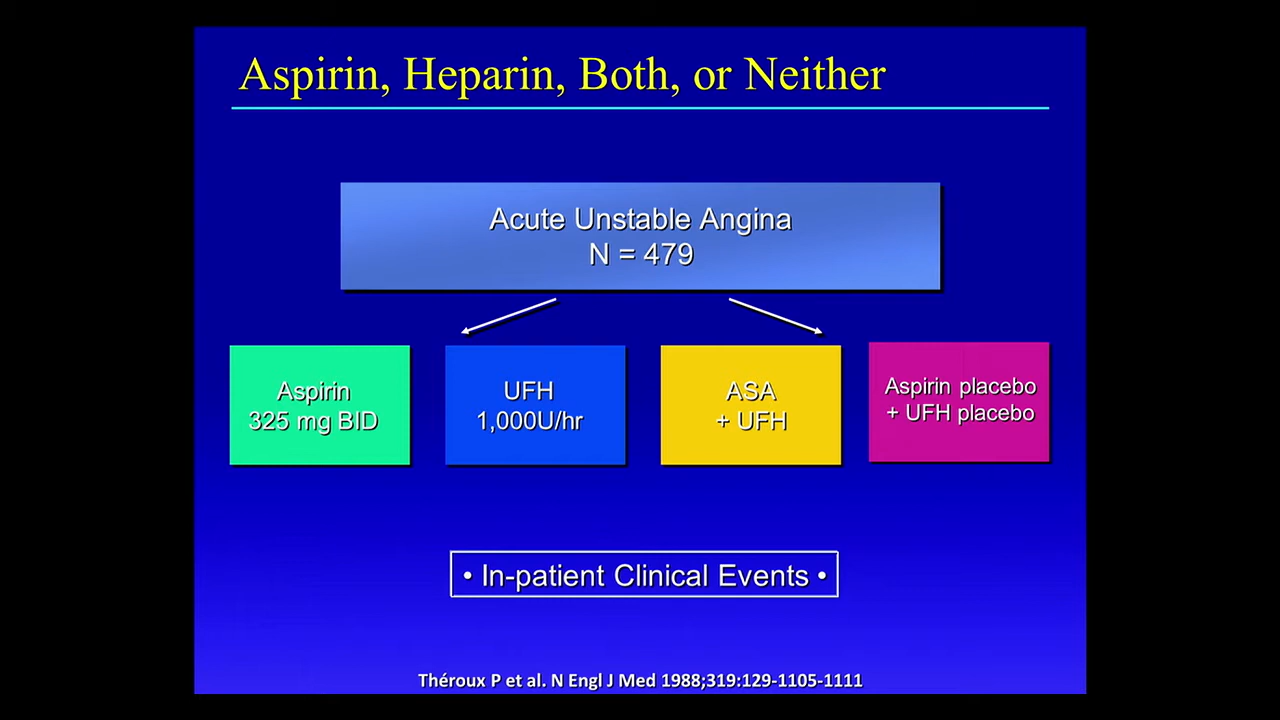 Aspirin, Heparin, Both, or Neither
Acute Unstable Angina
N = 479
Aspirin
325 mg BID
UFH
1,000U/hr
ASA
+ UFH
Aspirin placebo
+ UFH placebo
• In-patient Clinical Events •
Théroux P et al. N Engl J Med 1988;319:129-1105-1111